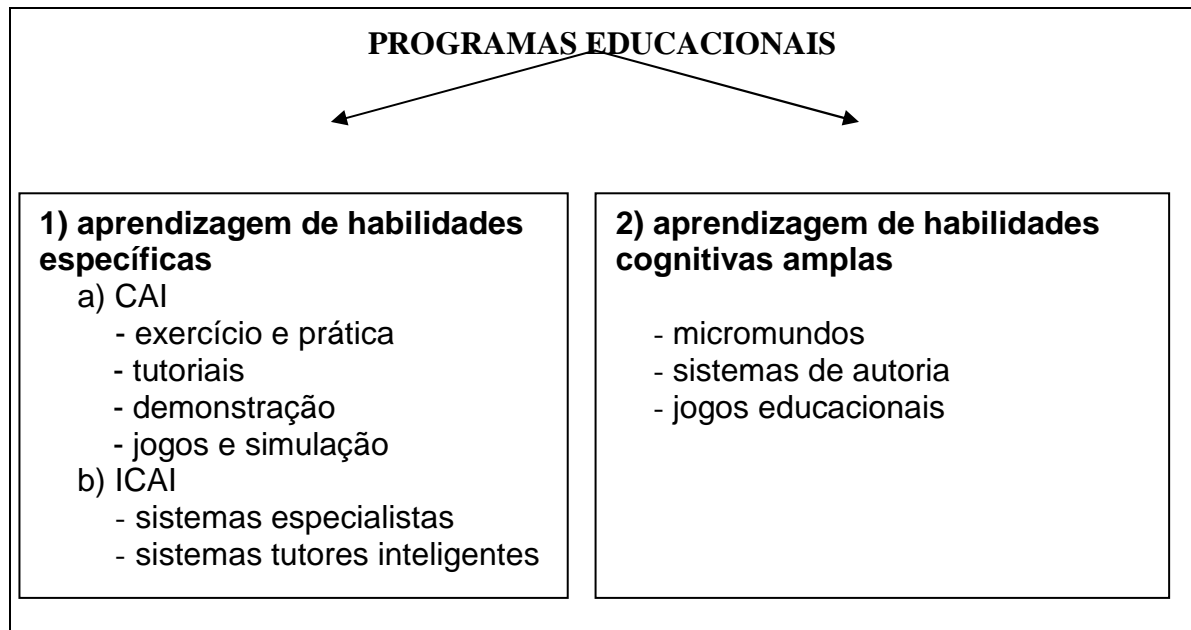 PROGRAMAS EDUCACIONAIS
1) aprendizagem de habilidades
específicas
a) CAI
- exercício e prática
- tutoriais
- demonstração
- jogos e simulação
b) ICAI
- sistemas especialistas
- sistemas tutores inteligentes
2) aprendizagem de habilidades
cognitivas amplas
- micromundos
- sistemas de autoria
- jogos educacionais